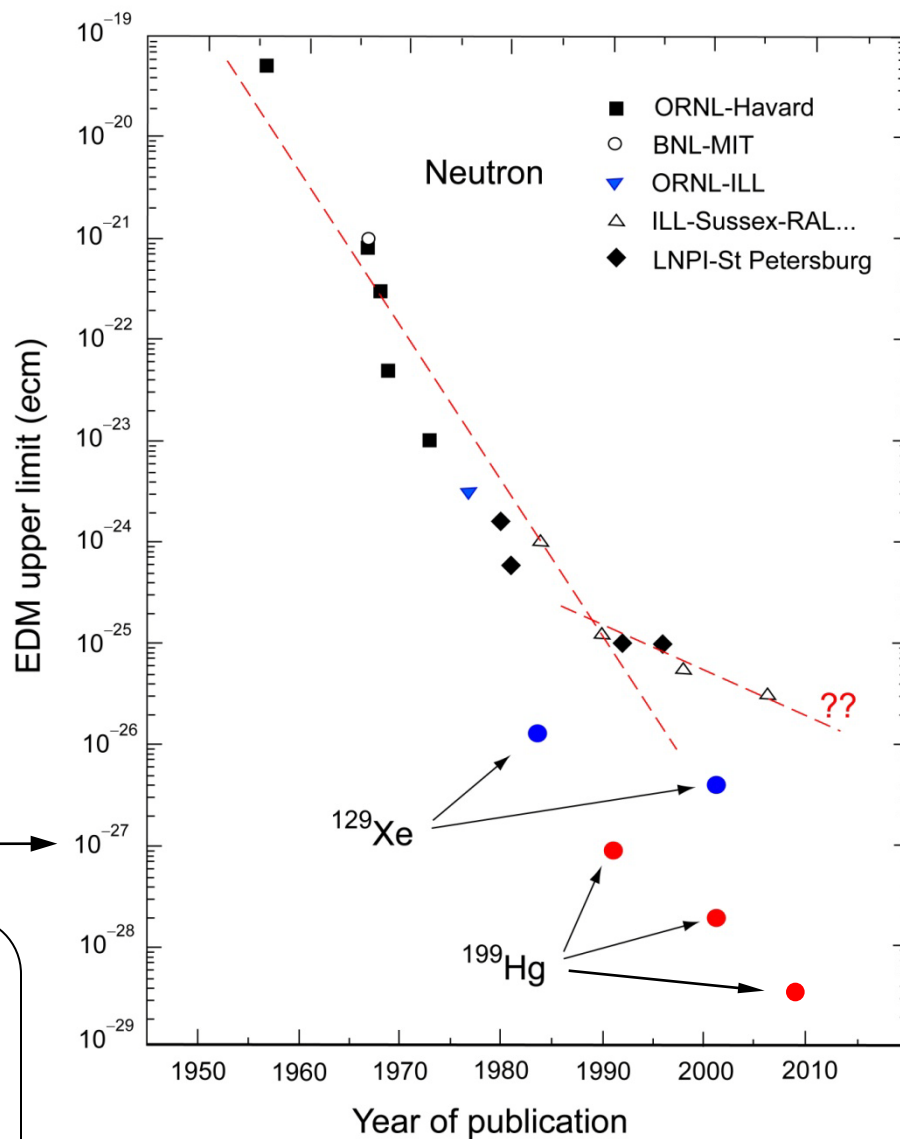 10⁻¹⁹
10⁻²⁰
10⁻²¹
10⁻²²
10⁻²³
10⁻²⁴
10⁻²⁵
10⁻²⁶
10⁻²⁷
10⁻²⁸
10⁻²⁹
EDM upper limit (ecm)
Neutron
ORNL-Havard
BNL-MIT
ORNL-ILL
ILL-Sussex-RAL...
LNPI-St Petersburg
??
¹²⁹Xe
¹⁹⁹Hg
1950 1960 1970 1980 1990 2000 2010
Year of publication